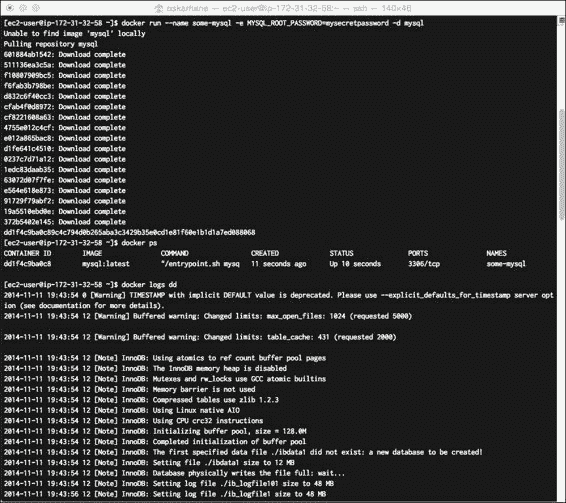 oskarhane — ec2-user@ip-172-31-32-58:~ — ssh — 140×46
[ec2-user@ip-172-31-32-58 ~]$ docker run --name some-mysql -e MYSQL_ROOT_PASSWORD=mysecretpassword -d mysql
Unable to find image 'mysql' locally
Pulling repository mysql
601884ab1542: Download complete
511136ea3c5a: Download complete
f10807909bc5: Download complete
f6fab3b798be: Download complete
d832c6f40cc3: Download complete
cfab4f0d8972: Download complete
cf8221608a63: Download complete
4755e012c4cf: Download complete
e012a865bac8: Download complete
d1fe641c4510: Download complete
0237c7d71a12: Download complete
1edc83daab35: Download complete
63072d07f7fe: Download complete
e564e618e873: Download complete
91729f79abf2: Download complete
19a5510ebd0e: Download complete
372b5402e145: Download complete
dd1f4c9ba0c89c4c794d0b265aba3c3429b35e0cd1e81f60e1b1d1a7ed088068
[ec2-user@ip-172-31-32-58 ~]$ docker ps
CONTAINER ID IMAGE COMMAND CREATED STATUS PORTS NAMES
dd1f4c9ba0c8 mysql:latest "/entrypoint.sh mysq 11 seconds ago Up 10 seconds 3306/tcp some-mysql
[ec2-user@ip-172-31-32-58 ~]$ docker logs dd
2014-11-11 19:43:54 0 [Warning] TIMESTAMP with implicit DEFAULT value is deprecated. Please use --explicit_defaults_for_timestamp server opt
ion (see documentation for more details).
2014-11-11 19:43:54 12 [Warning] Buffered warning: Changed limits: max_open_files: 1024 (requested 5000)
2014-11-11 19:43:54 12 [Warning] Buffered warning: Changed limits: table_cache: 431 (requested 2000)
2014-11-11 19:43:54 12 [Note] InnoDB: Using atomics to ref count buffer pool pages
2014-11-11 19:43:54 12 [Note] InnoDB: The InnoDB memory heap is disabled
2014-11-11 19:43:54 12 [Note] InnoDB: Mutexes and rw_locks use GCC atomic builtins
2014-11-11 19:43:54 12 [Note] InnoDB: Memory barrier is not used
2014-11-11 19:43:54 12 [Note] InnoDB: Compressed tables use zlib 1.2.3
2014-11-11 19:43:54 12 [Note] InnoDB: Using Linux native AIO
2014-11-11 19:43:54 12 [Note] InnoDB: Using CPU crc32 instructions
2014-11-11 19:43:54 12 [Note] InnoDB: Initializing buffer pool, size = 128.0M
2014-11-11 19:43:54 12 [Note] InnoDB: Completed initialization of buffer pool
2014-11-11 19:43:54 12 [Note] InnoDB: The first specified data file ./ibdata1 did not exist: a new database to be created!
2014-11-11 19:43:54 12 [Note] InnoDB: Setting file ./ibdata1 size to 12 MB
2014-11-11 19:43:54 12 [Note] InnoDB: Database physically writes the file full: wait...
2014-11-11 19:43:54 12 [Note] InnoDB: Setting log file ./ib_logfile101 size to 48 MB
2014-11-11 19:43:56 12 [Note] InnoDB: Setting log file ./ib_logfile1 size to 48 MB